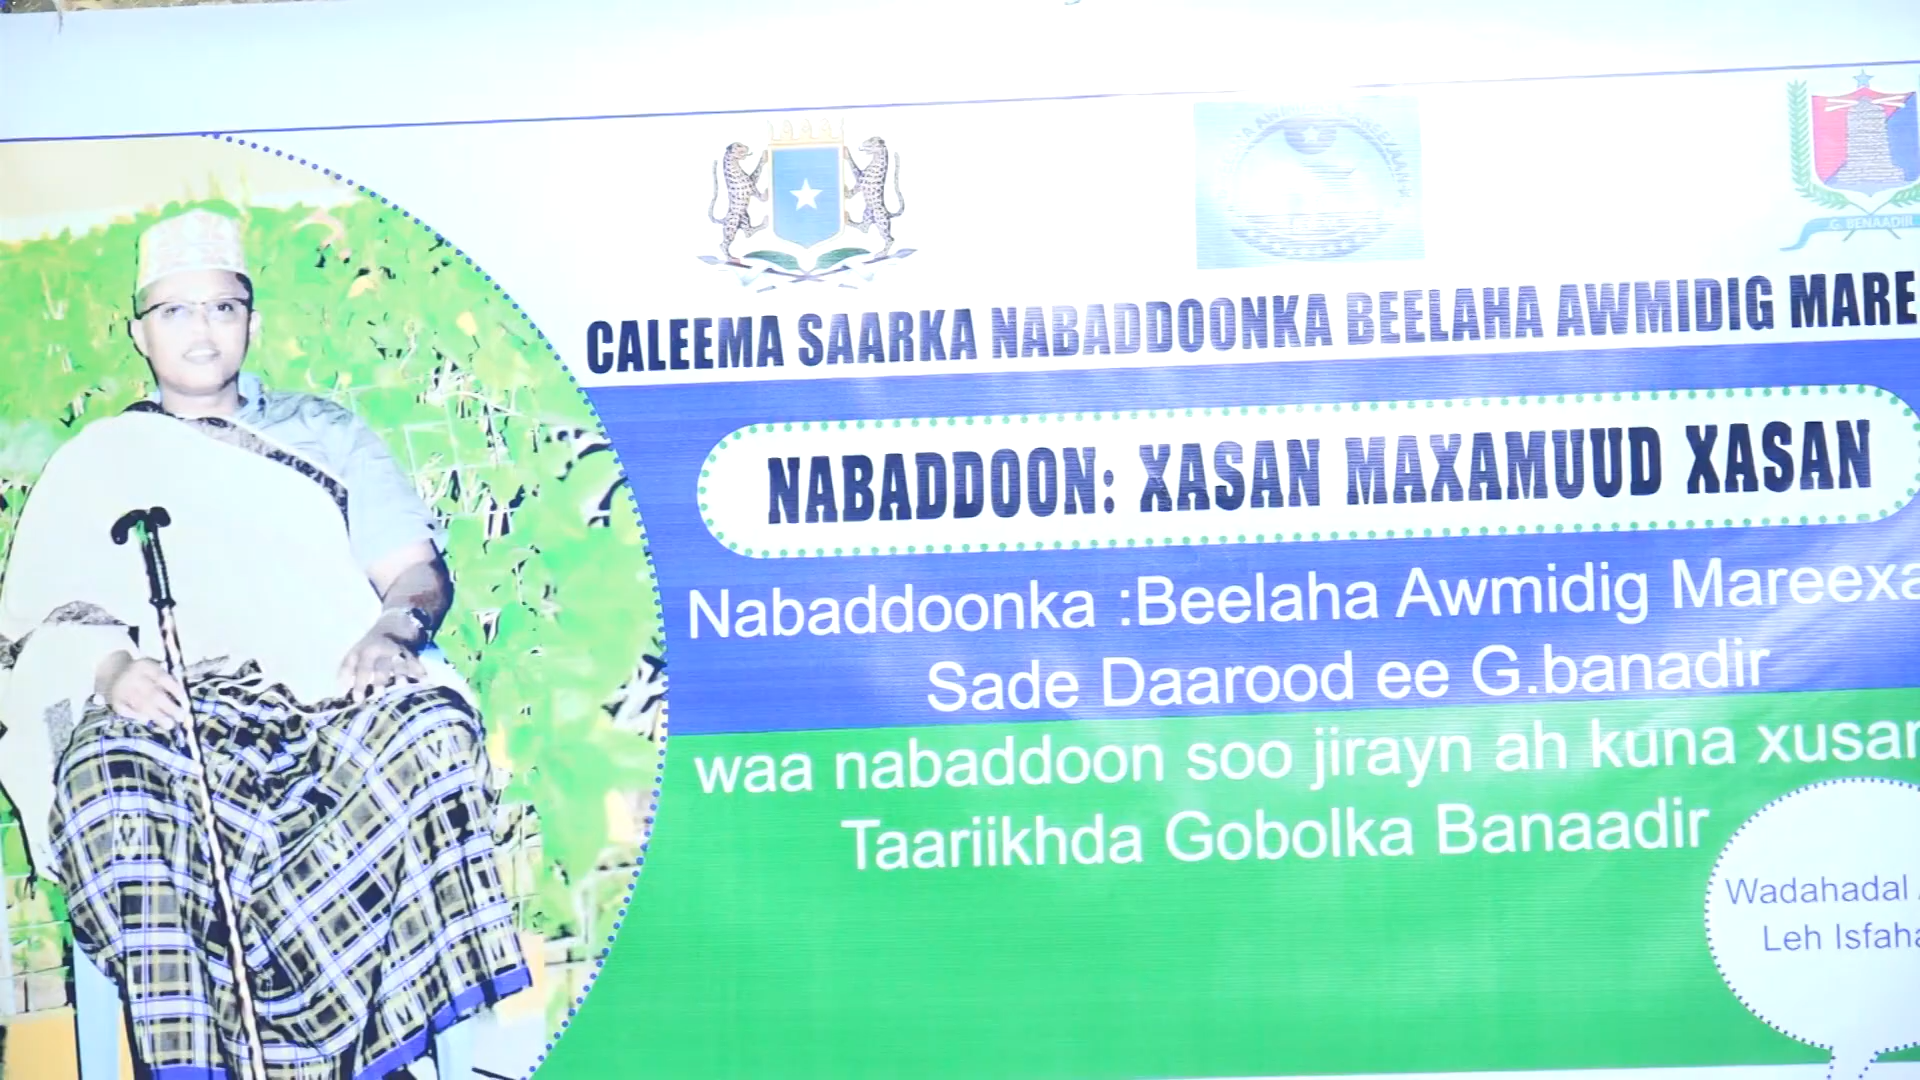 G. BENAADIR
CALEEMA SAARKA NABADDOONKA BEELAHA AWMIDIG MARE
NABADDOON: XASAN MAXAMUUD XASAN
Nabaddoonka :Beelaha Awmidig Mareexa
Sade Daarood ee G.banadir
waa nabaddoon soo jirayn ah kuna xusan
Taariikhda Gobolka Banaadir
Wadahadal
Leh Isfaha